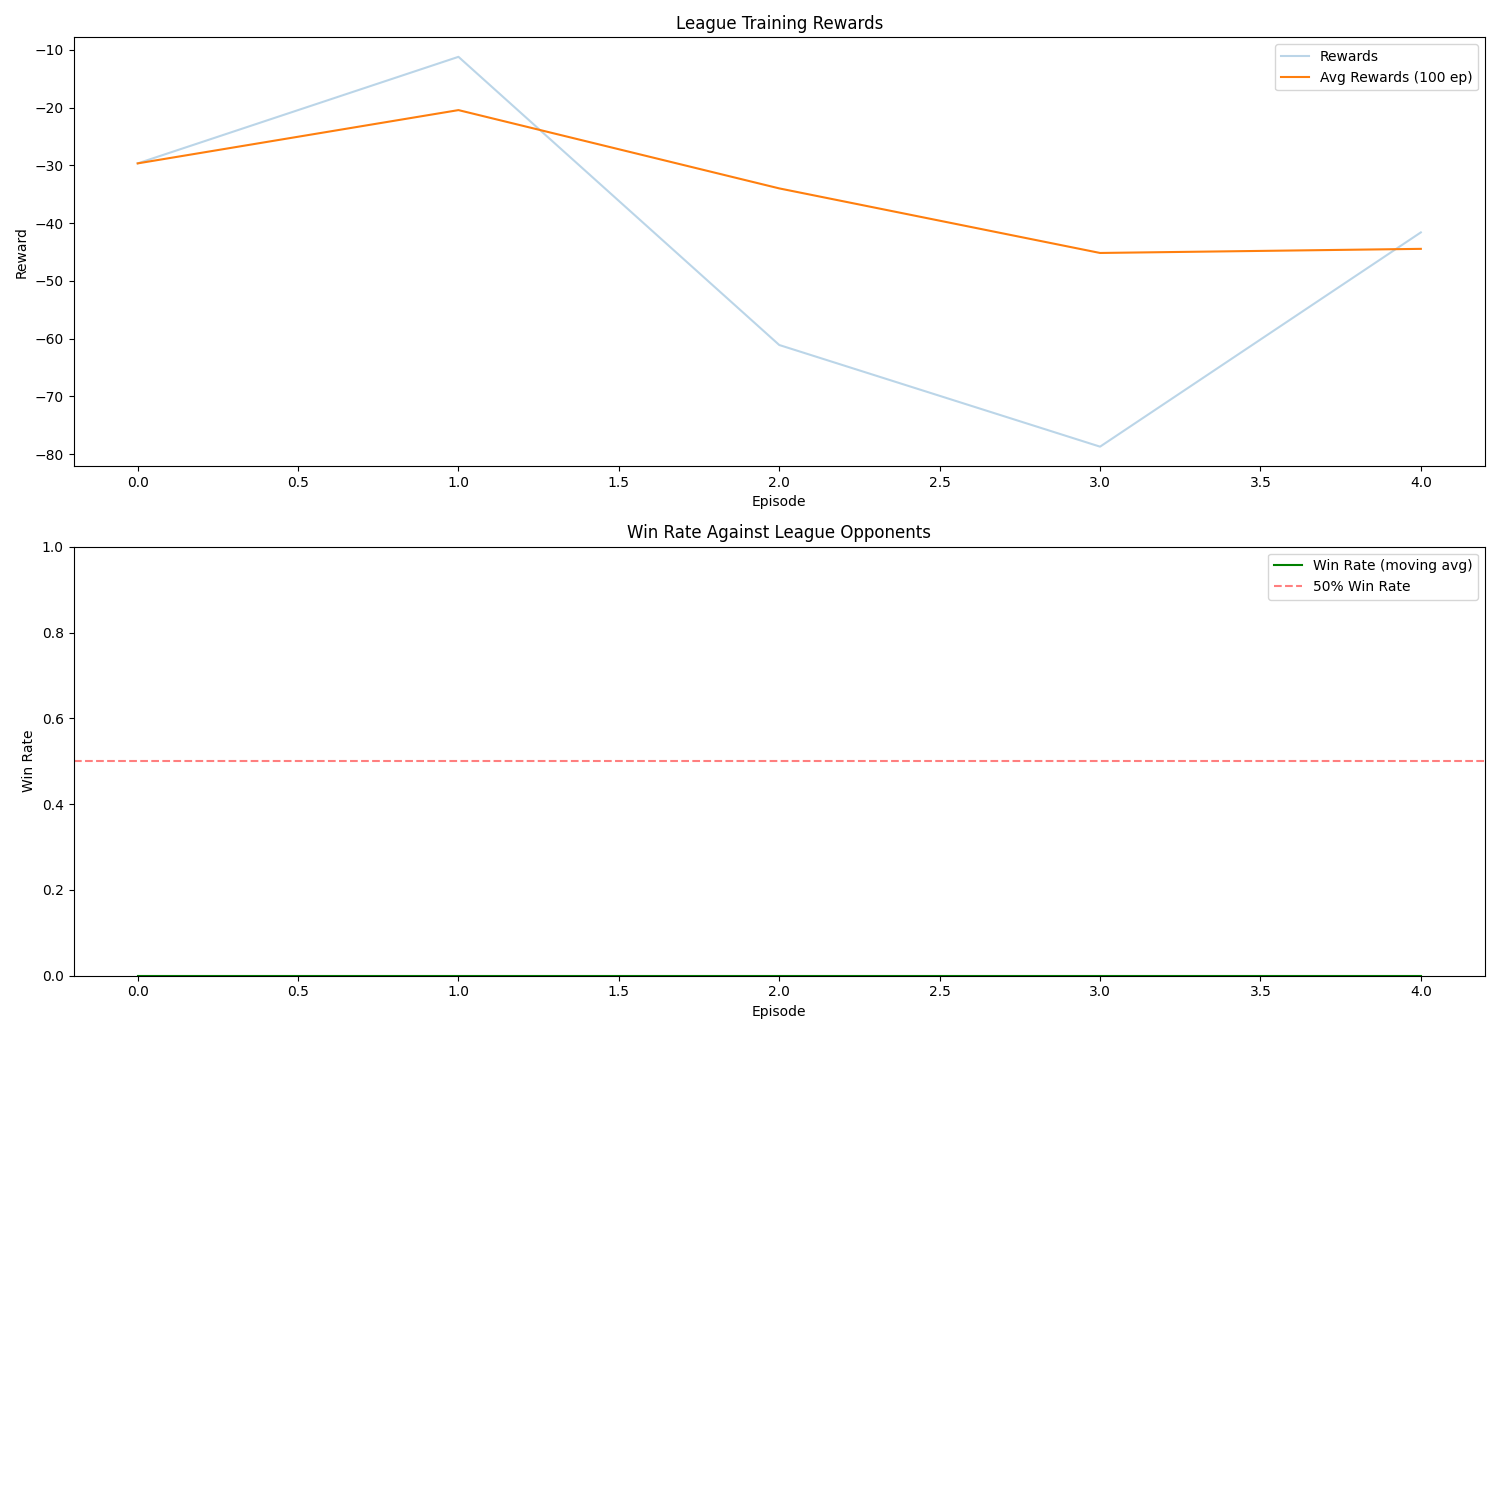 League Training Rewards
Rewards
Avg Rewards (100 ep)
−10
−20
−30
−40
−50
−60
−70
−80
Reward
0.0 0.5 1.0 1.5 2.0 2.5 3.0 3.5 4.0
Episode
Win Rate Against League Opponents
Win Rate (moving avg)
50% Win Rate
1.0
0.8
0.6
0.4
0.2
0.0
Win Rate
0.0 0.5 1.0 1.5 2.0 2.5 3.0 3.5 4.0
Episode